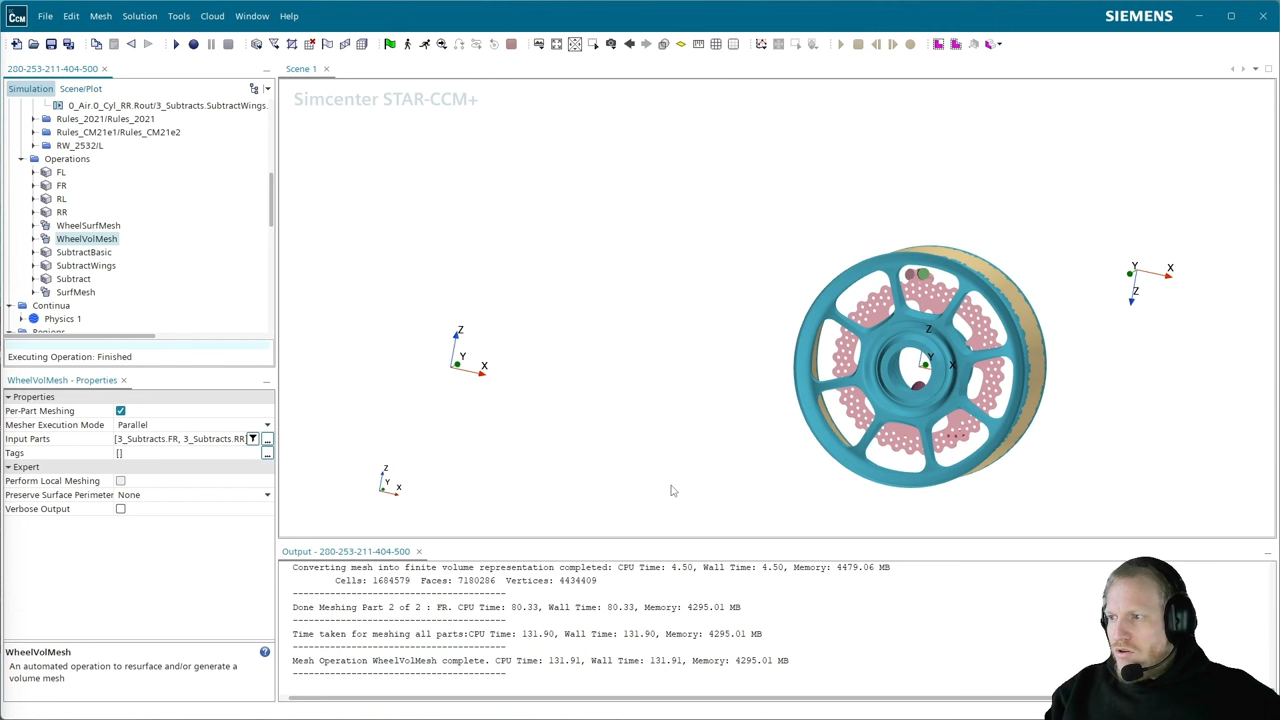 CCM
File Edit Mesh Solution Tools Cloud Window Help
SIEMENS
280-253-211-404-500
Scene 1
Simulation Scene/Plot
0_Air.0_Cyl_RR.Rout/3_Subtracts.SubtractWings.
Rules_2021/Rules_2021
Rules_CM21e1/Rules_CM21e2
RW_2532/L
Operations
FL
FR
RL
RR
WheelSurfMesh
WheelVolMesh
SubtractBasic
SubtractWings
Subtract
SurfMesh
Continua
Physics 1
Regions
Executing Operation: Finished
WheelVolMesh - Properties
Properties
Per-Part Meshing
Mesher Execution Mode Parallel
Input Parts [3_Subtracts.FR, 3_Subtracts.RR]
Tags []
Expert
Perform Local Meshing
Preserve Surface Perimeter None
Verbose Output
WheelVolMesh
An automated operation to resurface and/or generate a
volume mesh
Simcenter STAR-CCM+
Z
Y
X
Z
Y
X
Z
Y
X
Y
X
Z
Output - 280-253-211-404-500
Converting mesh into finite volume representation completed: CPU Time: 4.50, Wall Time: 4.50, Memory: 4479.06 MB
Cells: 1684579 Faces: 7180286 Vertices: 4434409
----------------------------------------
Done Meshing Part 2 of 2 : FR. CPU Time: 80.33, Wall Time: 80.33, Memory: 4295.01 MB
----------------------------------------
Time taken for meshing all parts:CPU Time: 131.90, Wall Time: 131.90, Memory: 4295.01 MB
----------------------------------------
Mesh Operation WheelVolMesh complete. CPU Time: 131.91, Wall Time: 131.91, Memory: 4295.01 MB
----------------------------------------